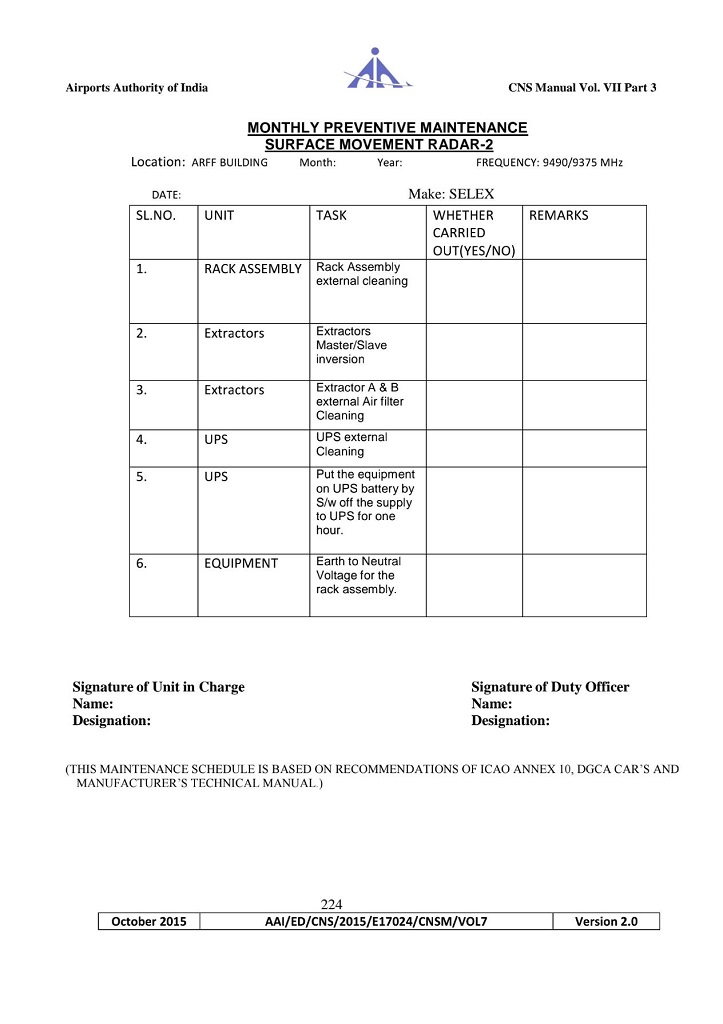 Airports Authority of India CNS Manual Vol. VII Part 3
MONTHLY PREVENTIVE MAINTENANCE
SURFACE MOVEMENT RADAR-2
Location: ARFF BUILDING Month: Year: FREQUENCY: 9490/9375 MHz
DATE: Make: SELEX
SL.NO. UNIT TASK WHETHER CARRIED OUT(YES/NO) REMARKS
1. RACK ASSEMBLY Rack Assembly
external cleaning
2. Extractors Extractors
Master/Slave
inversion
3. Extractors Extractor A & B
external Air filter
Cleaning
4. UPS UPS external
Cleaning
5. UPS Put the equipment
on UPS battery by
S/w off the supply
to UPS for one
hour.
6. EQUIPMENT Earth to Neutral
Voltage for the
rack assembly.
Signature of Unit in Charge Signature of Duty Officer
Name: Name:
Designation: Designation:
(THIS MAINTENANCE SCHEDULE IS BASED ON RECOMMENDATIONS OF ICAO ANNEX 10, DGCA CAR'S AND
MANUFACTURER'S TECHNICAL MANUAL.)
224
October 2015 AAI/ED/CNS/2015/E17024/CNSM/VOL7 Version 2.0